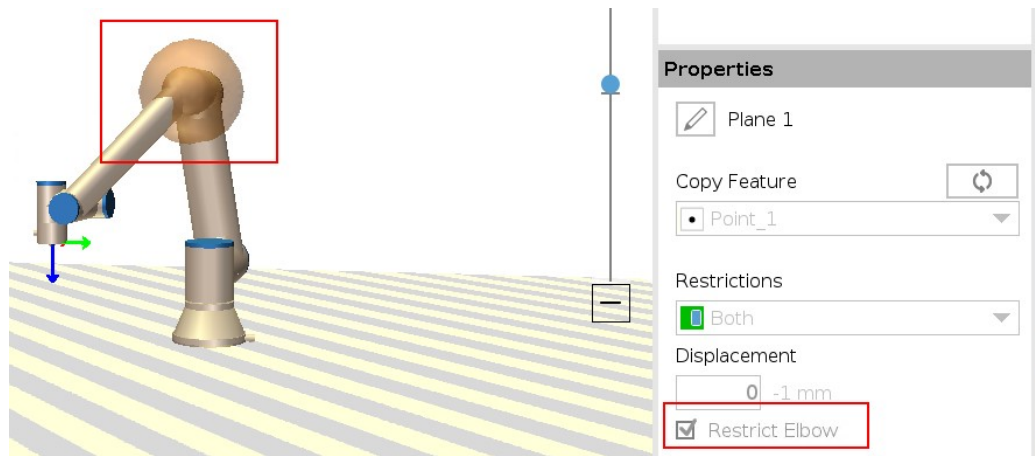 Properties
Plane 1
Copy Feature
Point_1
Restrictions
Both
Displacement
0 -1 mm
Restrict Elbow